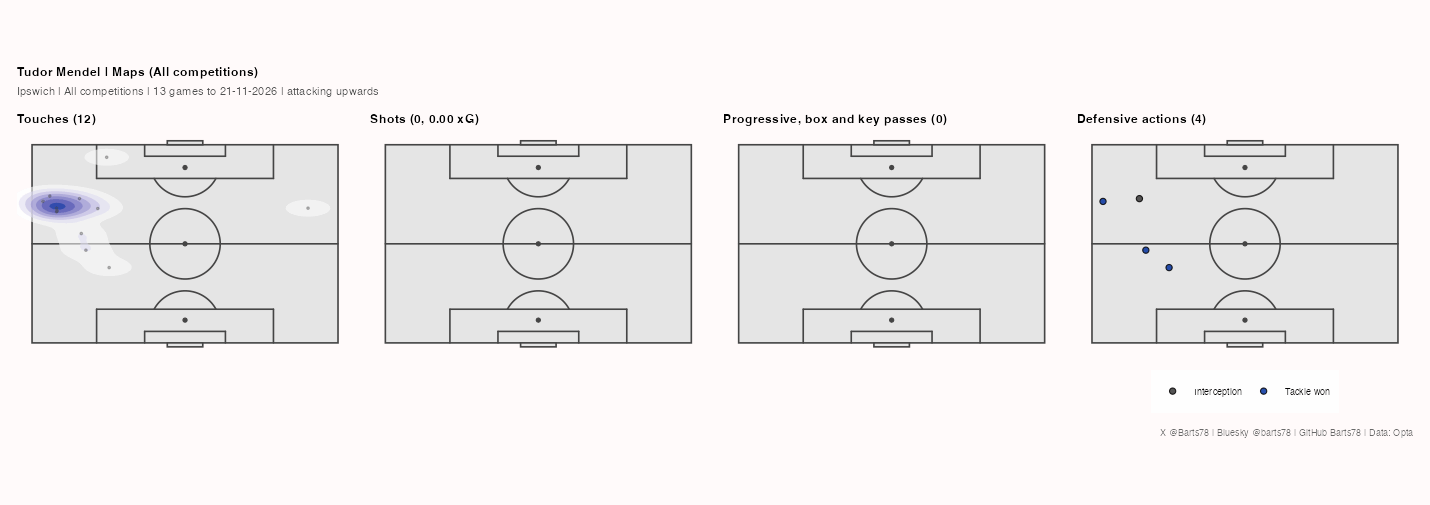 Tudor Mendel | Maps (All competitions)
Ipswich | All competitions | 13 games to 21-11-2026 | attacking upwards
Touches (12)
Shots (0, 0.00 xG)
Progressive, box and key passes (0)
Defensive actions (4)
Interception
Tackle won
X @Barts78 | Bluesky @barts78 | GitHub Barts78 | Data: Opta